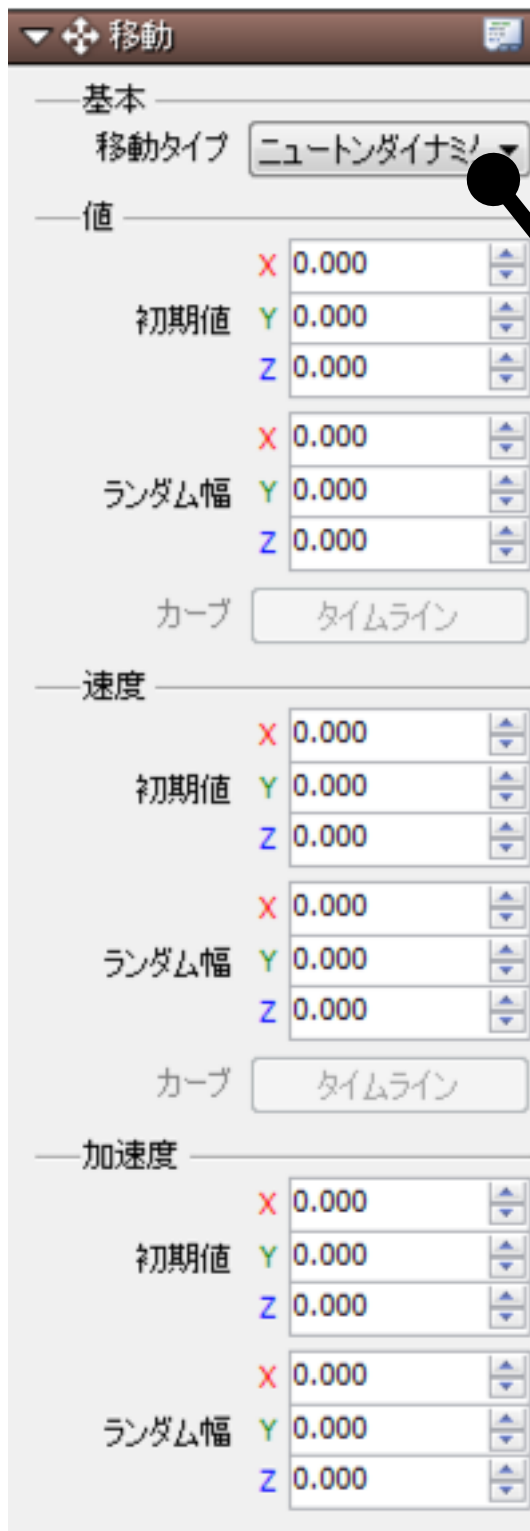 移動
基本
移動タイプ ニュートンダイナミ
値
X 0.000
初期値 Y 0.000
Z 0.000
X 0.000
ランダム幅 Y 0.000
Z 0.000
カーブ タイムライン
速度
X 0.000
初期値 Y 0.000
Z 0.000
X 0.000
ランダム幅 Y 0.000
Z 0.000
カーブ タイムライン
加速度
X 0.000
初期値 Y 0.000
Z 0.000
X 0.000
ランダム幅 Y 0.000
Z 0.000